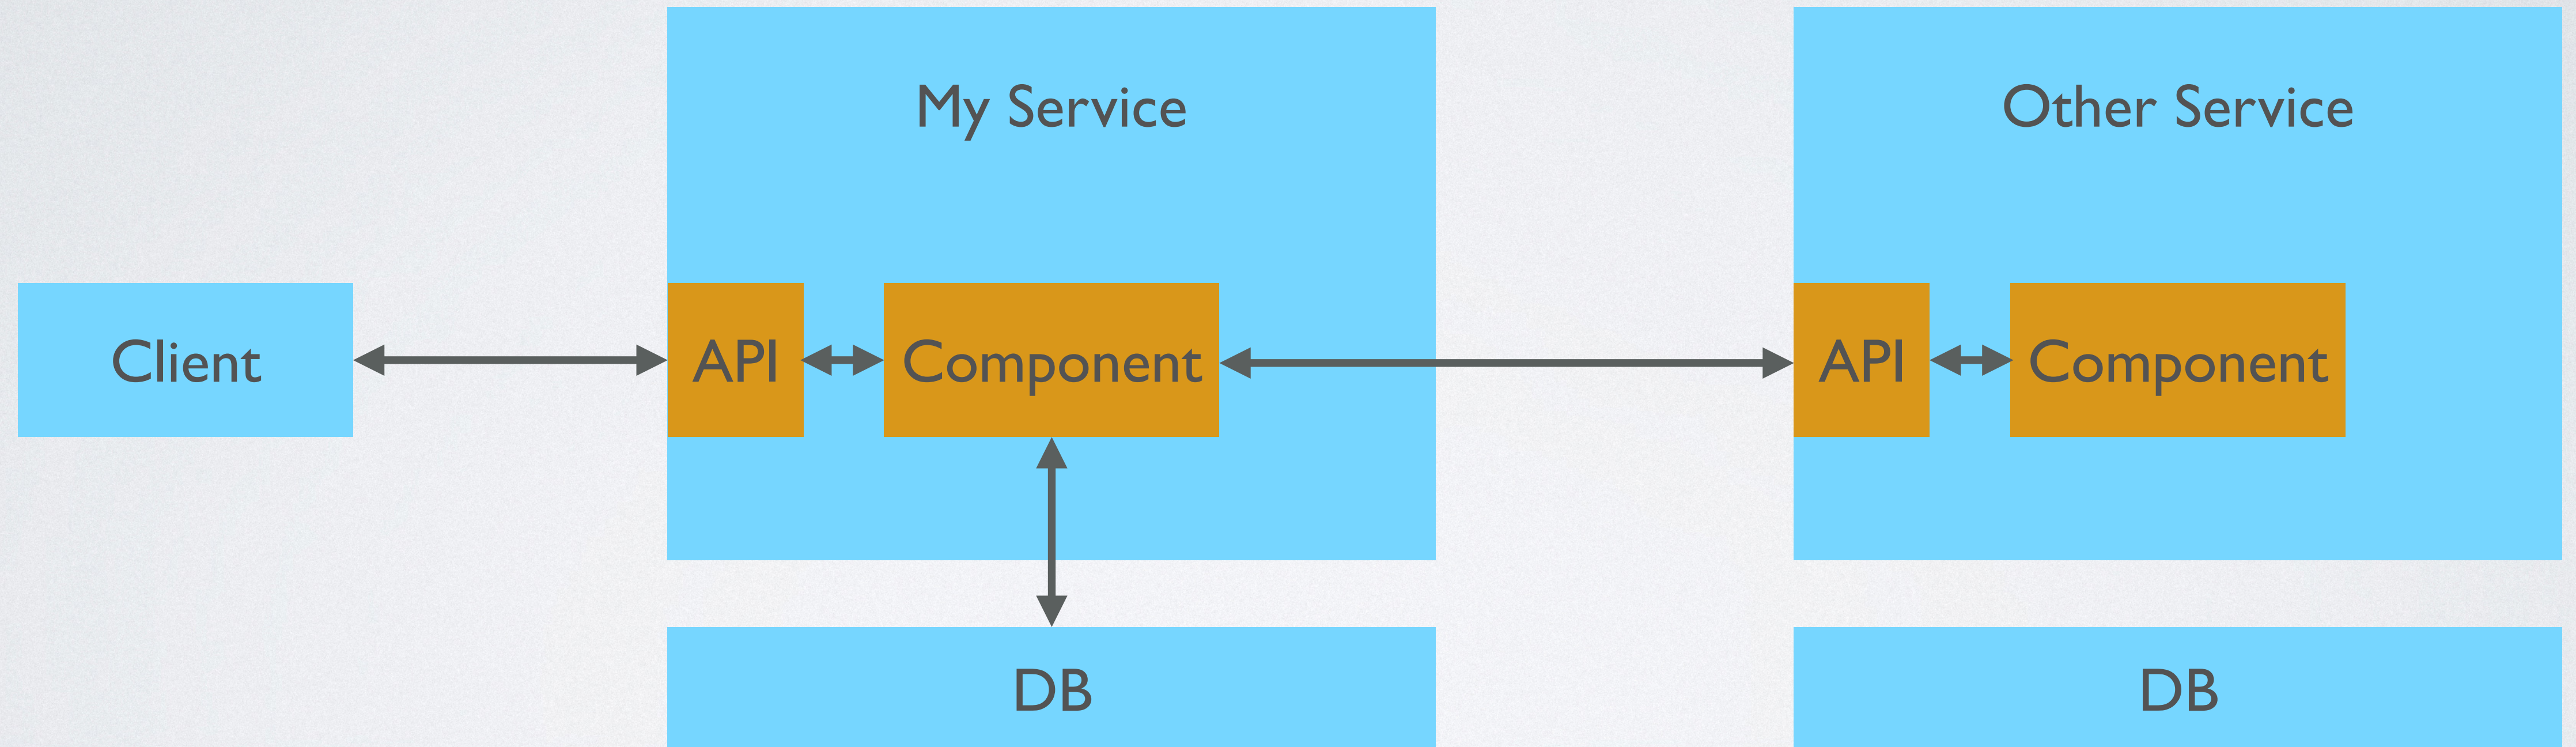 My Service
Other Service
Client
API
Component
API
Component
DB
DB